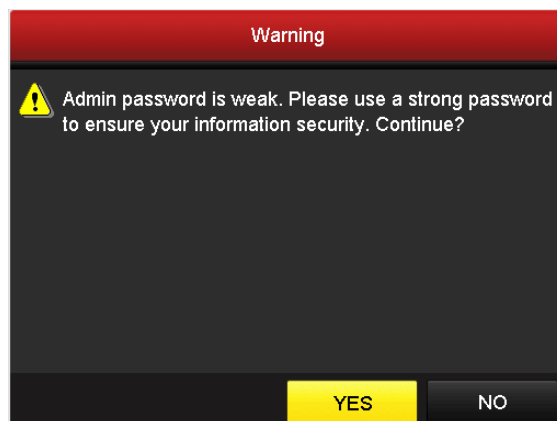 Warning
Admin password is weak. Please use a strong password
to ensure your information security. Continue?
YES
NO